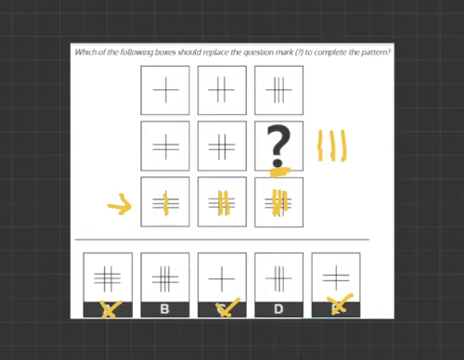 Which of the following boxes should replace the question mark (?) to complete the pattern?
?
B
D